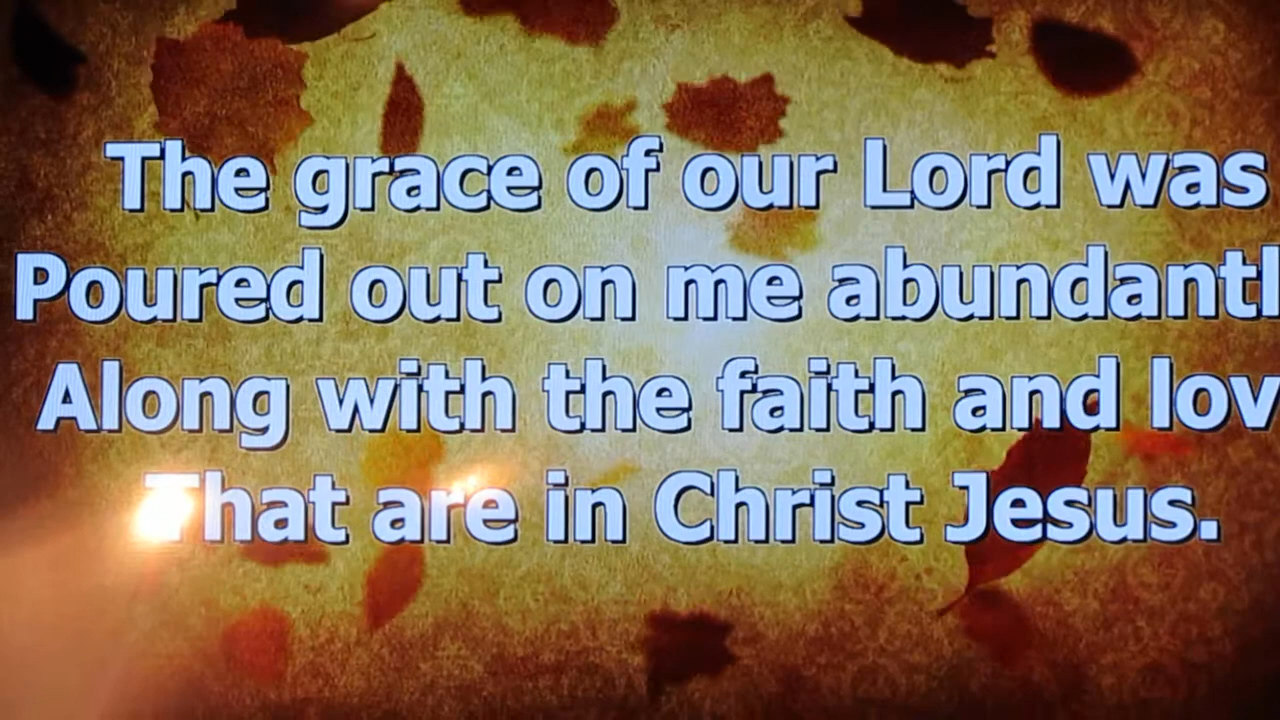 The grace of our Lord was
Poured out on me abundantl
Along with the faith and lov
That are in Christ Jesus.